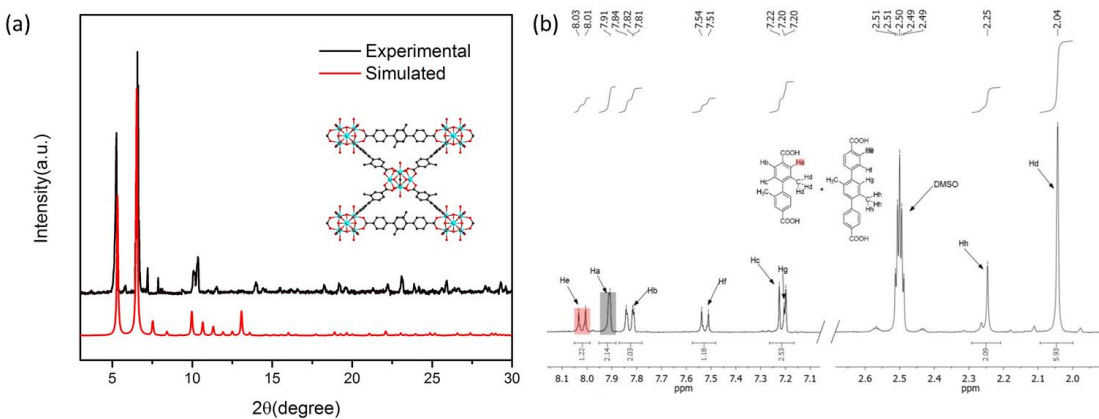 (a)
Experimental
Simulated
Intensity(a.u.)
5
10
15
20
25
30
2θ(degree)
(b)
8.03
8.01
7.91
7.84
7.82
7.81
7.54
7.51
7.22
7.20
7.20
2.51
2.51
2.50
2.49
2.49
2.25
2.04
COOH
Hb
Ha
Hc
Hd
C
Hd
Hd
H₃C
COOH
+
COOH
Hf
H₃C
Hg
Hh
C
Hh
Hh
COOH
DMSO
Hd
He
Ha
Hb
Hf
Hc
Hg
Hh
1.22
2.14
2.03
1.18
2.53
2.09
5.93
8.1
8.0
7.9
7.8
7.7
7.6
7.5
7.4
7.3
7.2
7.1
ppm
2.5
2.4
2.3
2.2
2.1
2.0
ppm